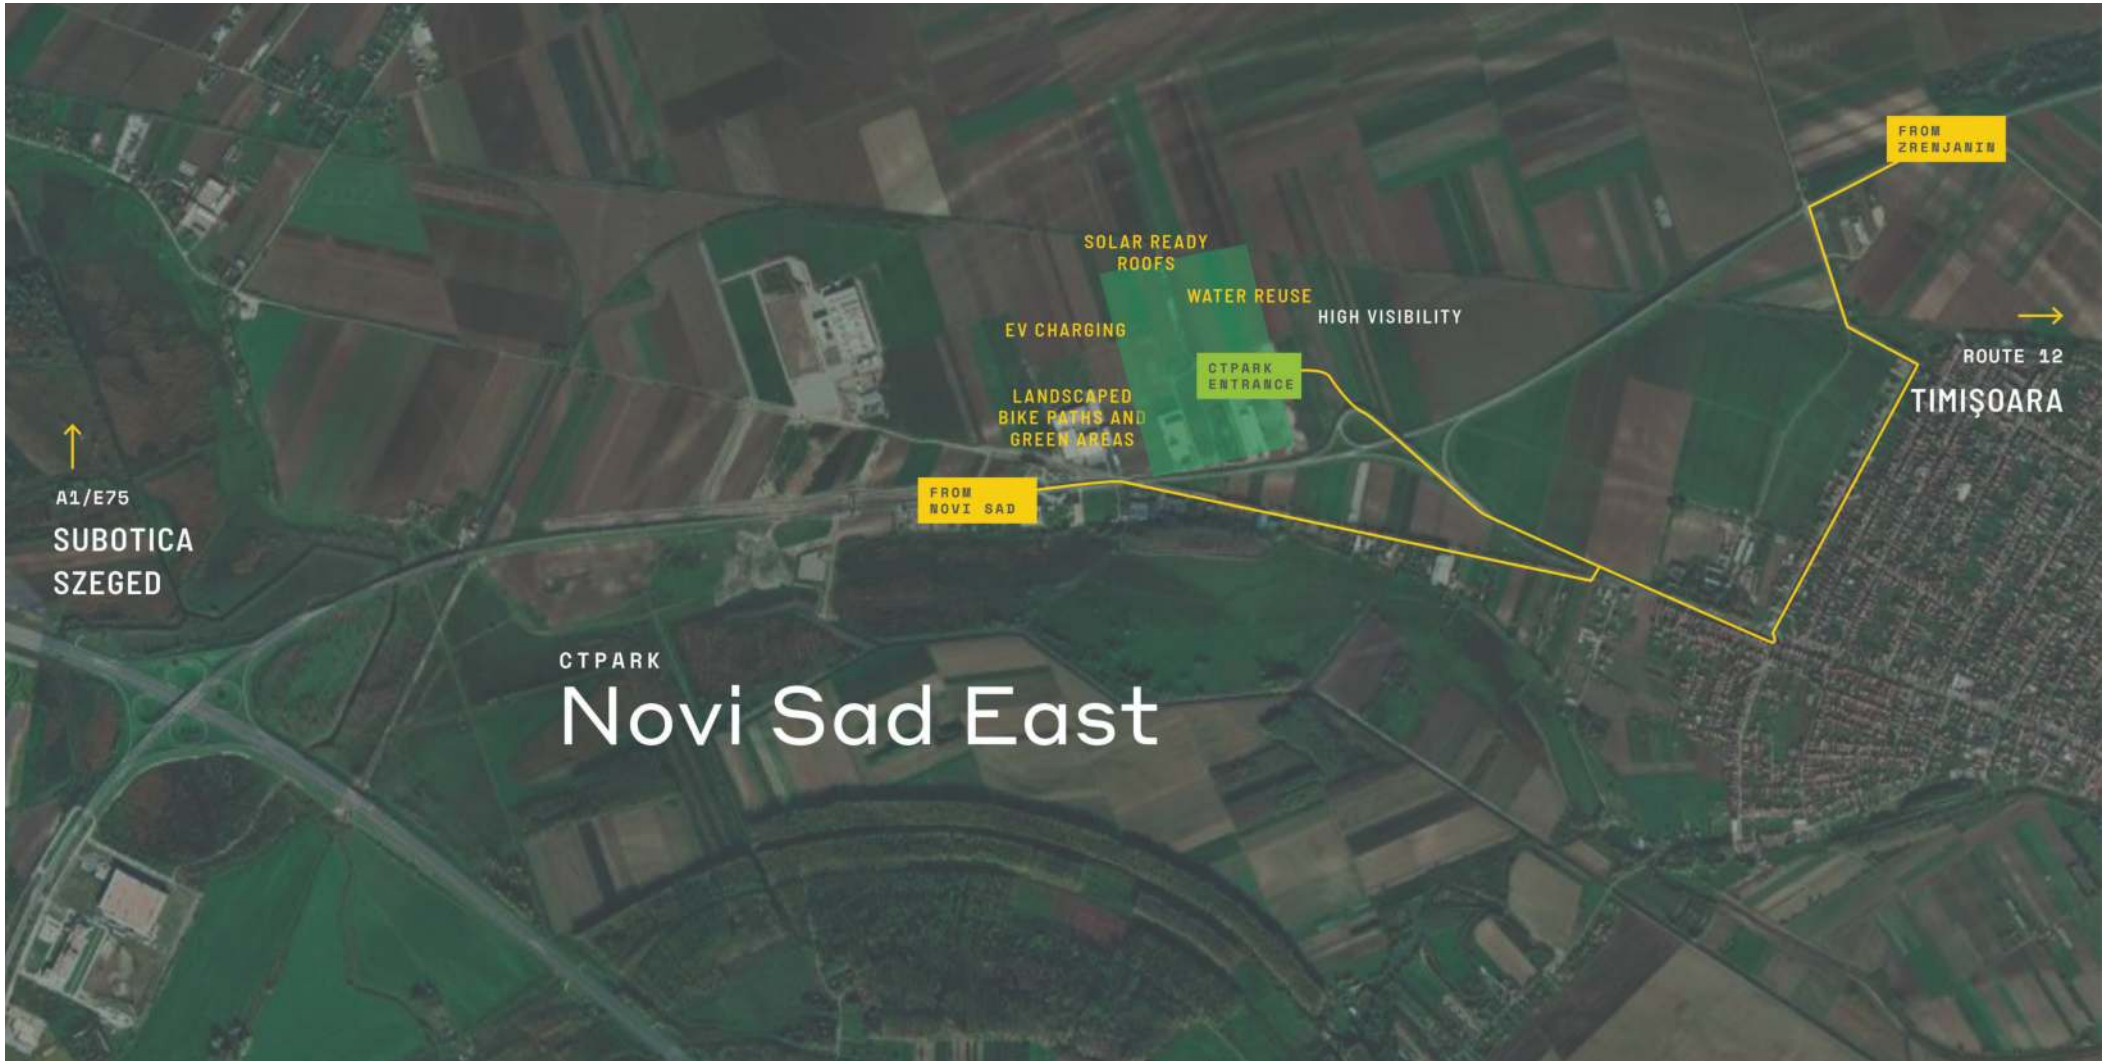 FROM
ZRENJANIN
SOLAR READY
ROOFS
WATER REUSE
HIGH VISIBILITY
EV CHARGING
ROUTE 12
TIMIŞOARA
CTPARK
ENTRANCE
LANDSCAPED
BIKE PATHS AND
GREEN AREAS
FROM
NOVI SAD
A1/E75
SUBOTICA
SZEGED
CTPARK
Novi Sad East